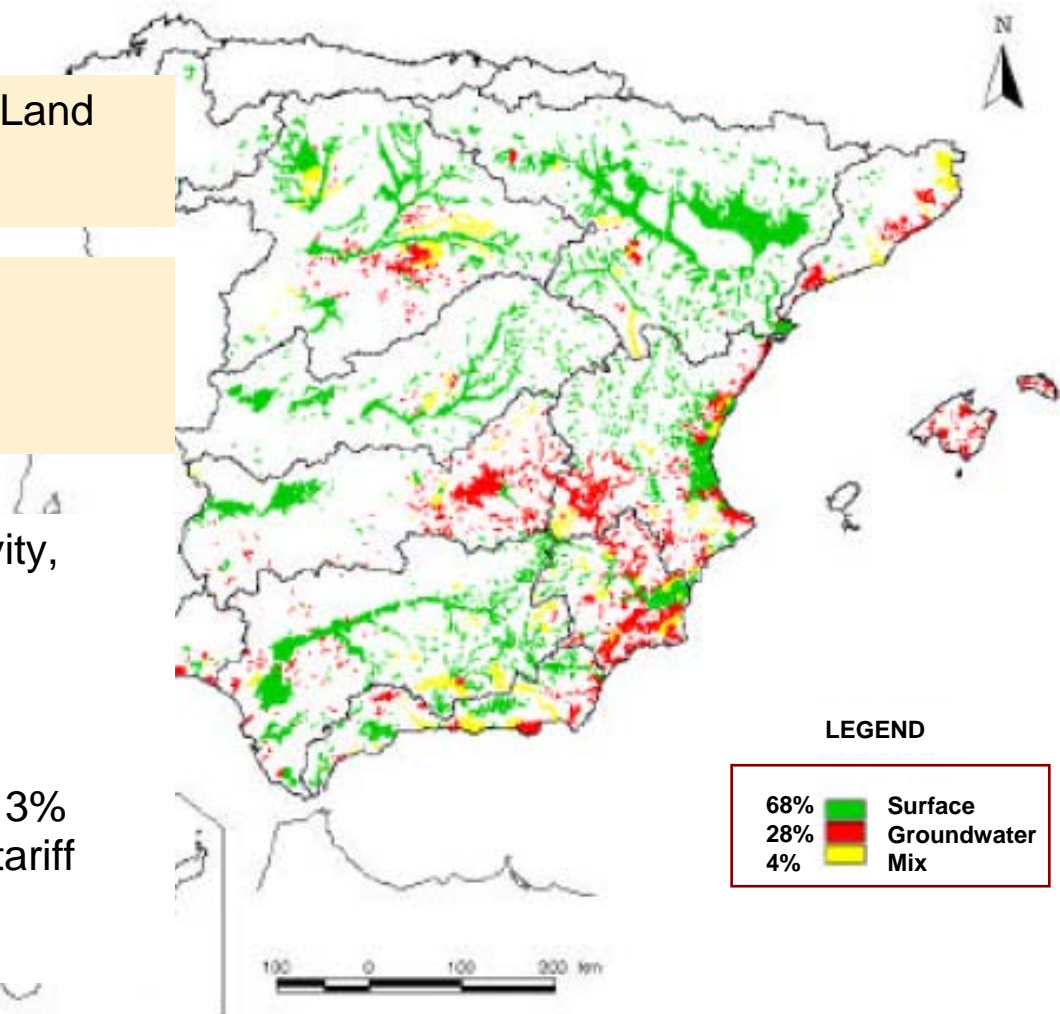 N
Land
vity,
3%
tariff
LEGEND
68% Surface
28% Groundwater
4% Mix
100 0 100 200 km